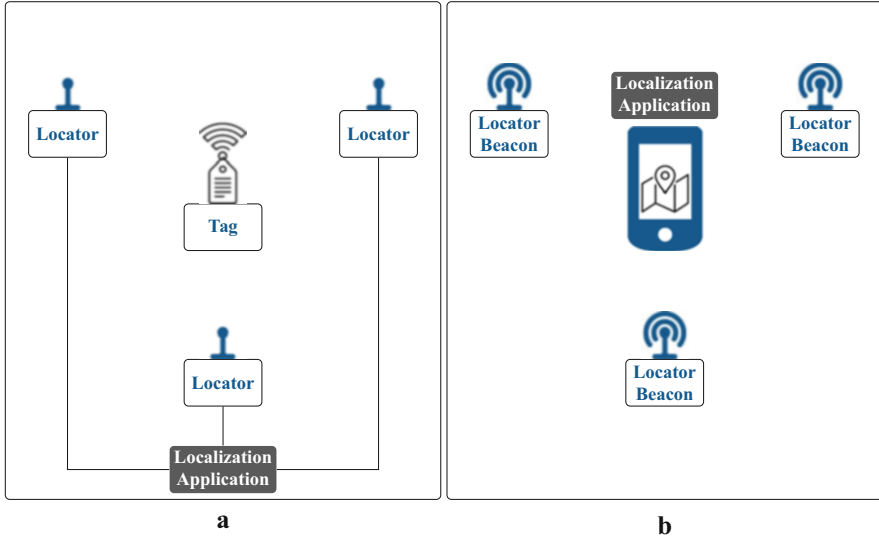 Locator
Locator
Tag
Locator
Localization
Application
a
Localization
Application
Locator
Beacon
Locator
Beacon
Locator
Beacon
b